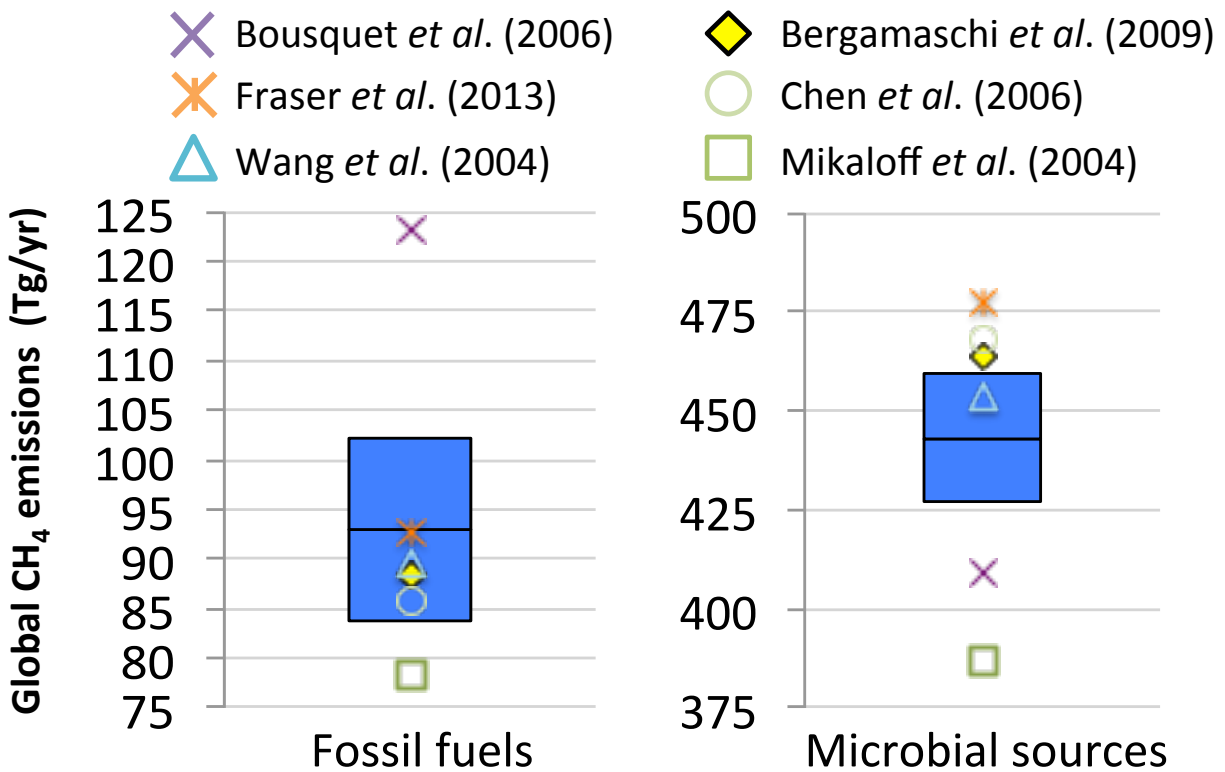 Bousquet et al. (2006)
Bergamaschi et al. (2009)
Fraser et al. (2013)
Chen et al. (2006)
Wang et al. (2004)
Mikaloff et al. (2004)
Global CH₄ emissions (Tg/yr)
125
120
115
110
105
100
95
90
85
80
75
Fossil fuels
500
475
450
425
400
375
Microbial sources